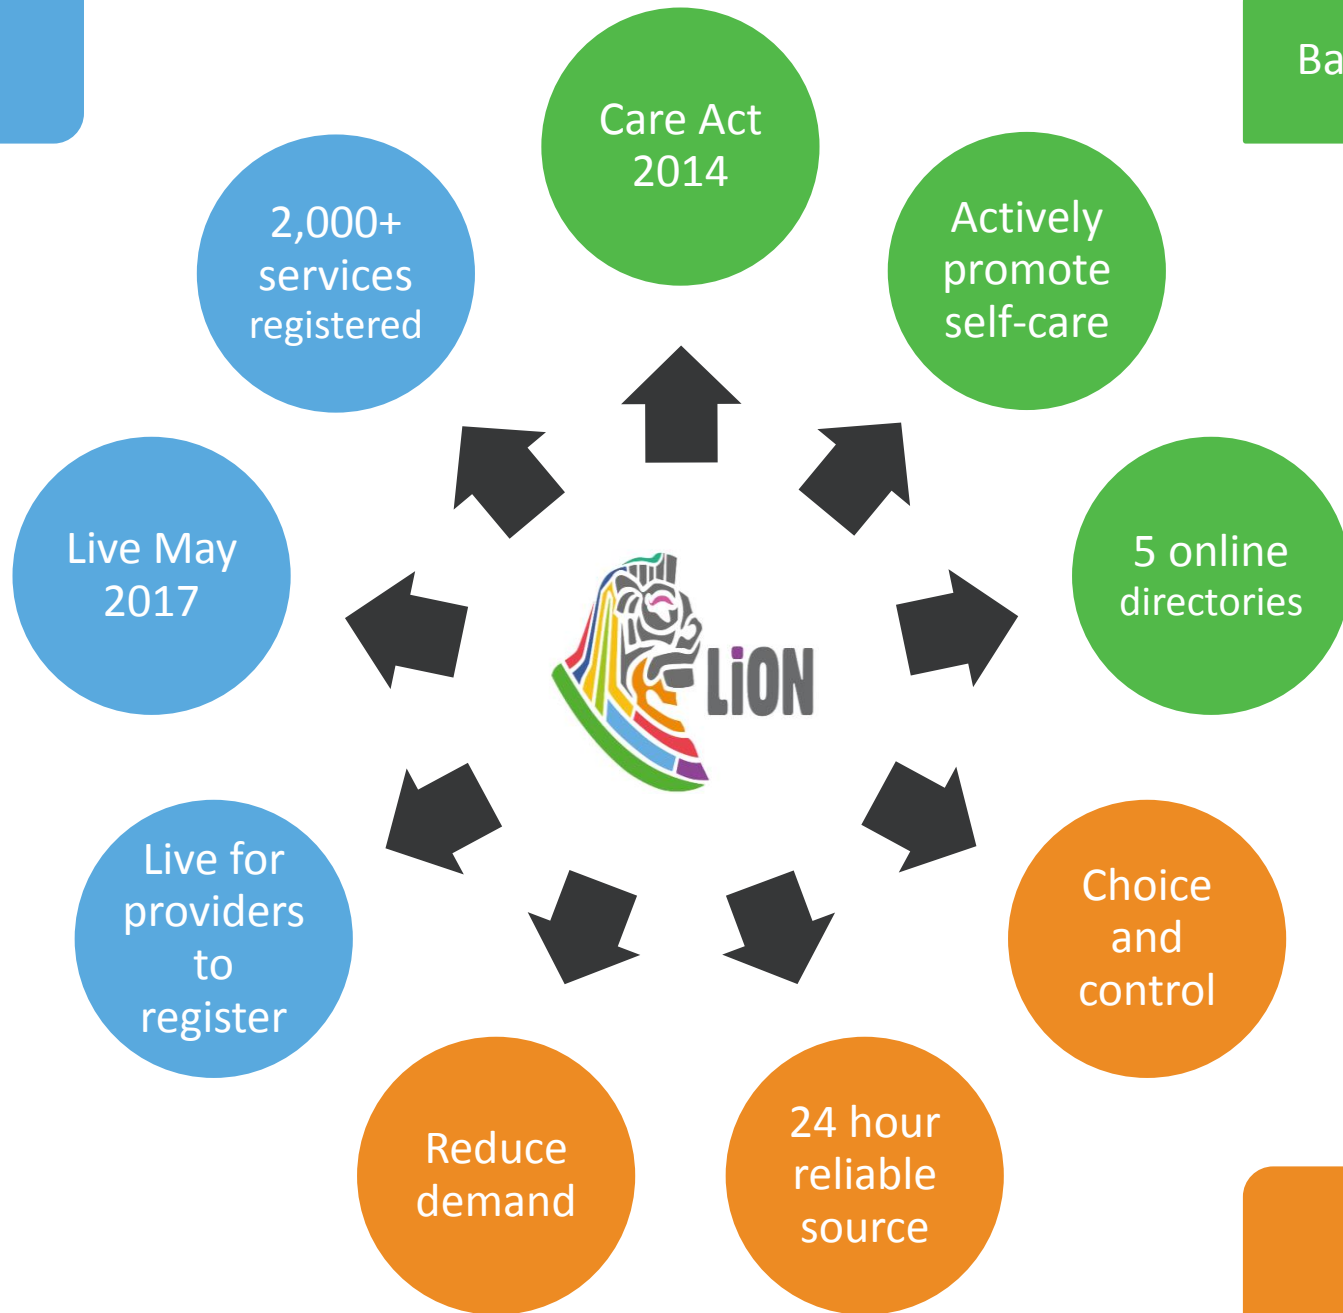 Care Act
2014
Actively
promote
self-care
5 online
directories
Choice
and
control
24 hour
reliable
source
Reduce
demand
Live for
providers
to
register
Live May
2017
2,000+
services
registered
LiON